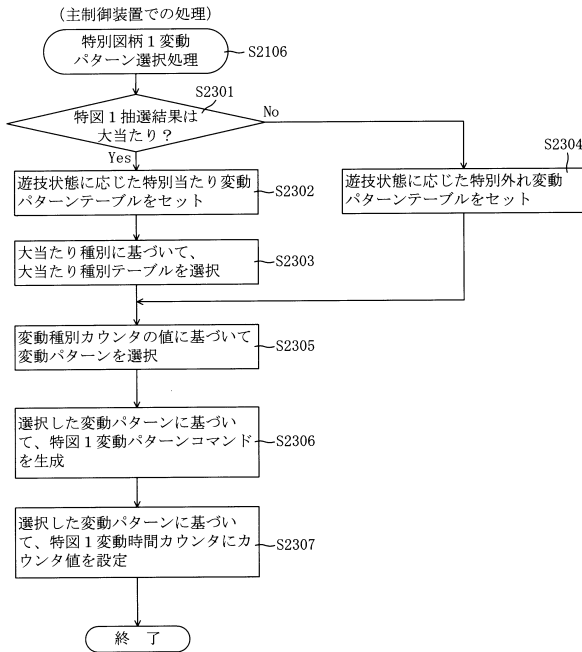 (主制御装置での処理)
特別図柄1変動
パターン選択処理
S2106
S2301
特図1抽選結果は
大当たり?
No
Yes
S2304
遊技状態に応じた特別当たり変動
パターンテーブルをセット
S2302
遊技状態に応じた特別外れ変動
パターンテーブルをセット
大当たり種別に基づいて、
大当たり種別テーブルを選択
S2303
変動種別カウンタの値に基づいて
変動パターンを選択
S2305
選択した変動パターンに基づい
て、特図1変動パターンコマンド
を生成
S2306
選択した変動パターンに基づい
て、特図1変動時間カウンタにカ
ウンタ値を設定
S2307
終 了